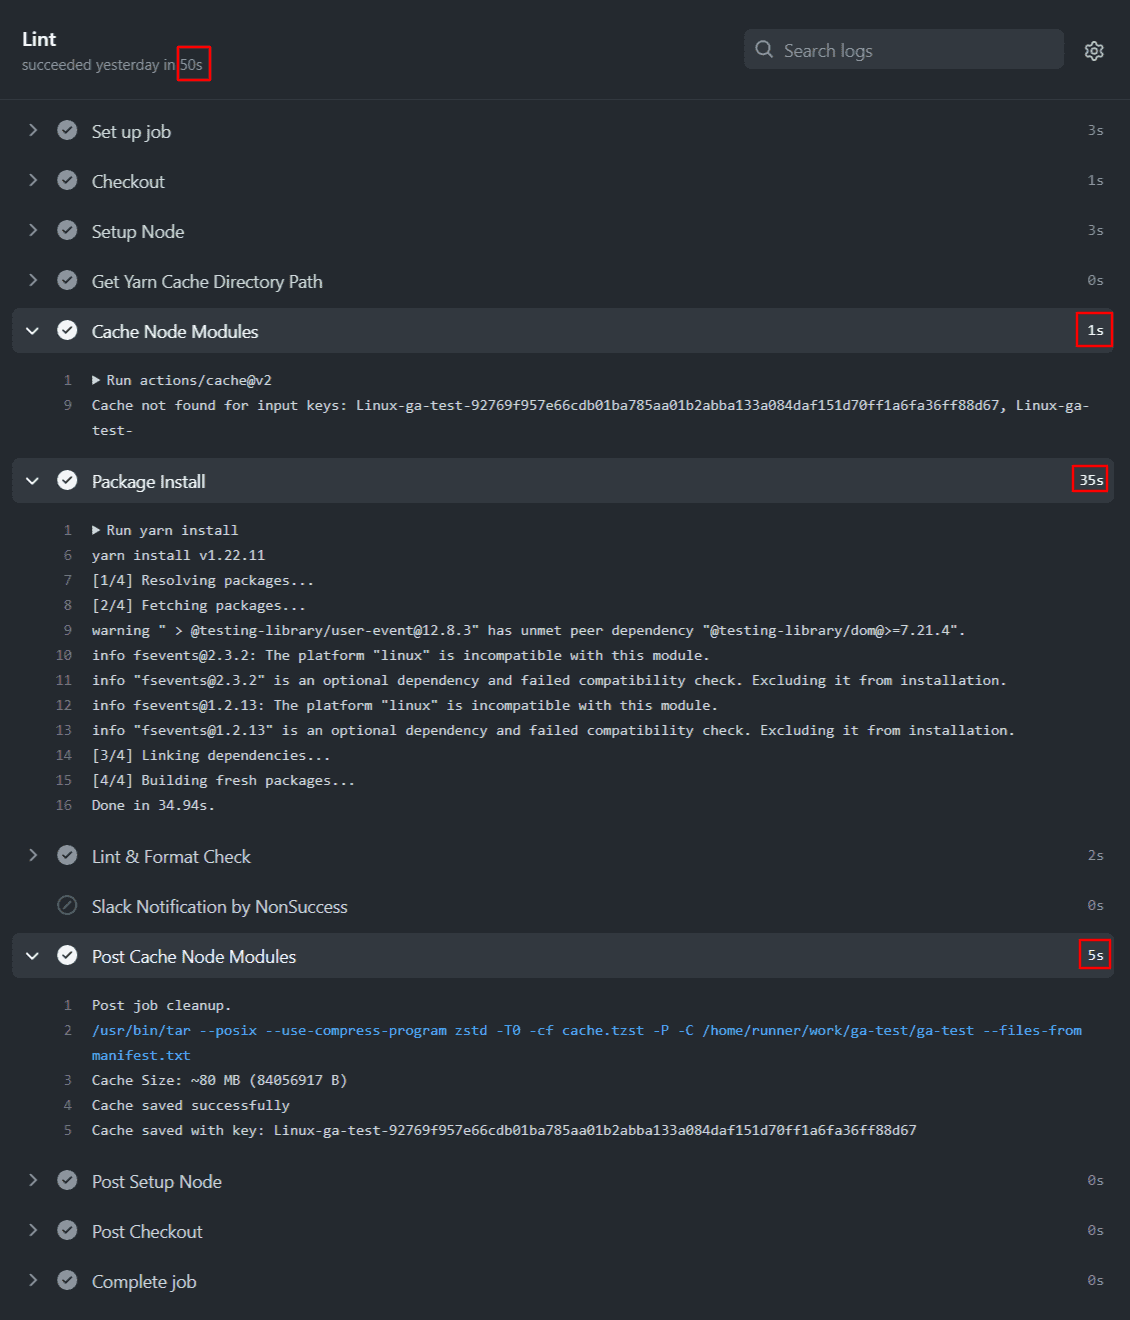 Lint
succeeded yesterday in 50s
Search logs
Set up job 3s
Checkout 1s
Setup Node 3s
Get Yarn Cache Directory Path 0s
Cache Node Modules 1s
1 Run actions/cache@v2
9 Cache not found for input keys: Linux-ga-test-92769f957e66cdb01ba785aa01b2abba133a084daf151d70ff1a6fa36ff88d67, Linux-ga-
test-
Package Install 35s
1 Run yarn install
6 yarn install v1.22.11
7 [1/4] Resolving packages...
8 [2/4] Fetching packages...
9 warning " > @testing-library/user-event@12.8.3" has unmet peer dependency "@testing-library/dom@>=7.21.4".
10 info fsevents@2.3.2: The platform "linux" is incompatible with this module.
11 info "fsevents@2.3.2" is an optional dependency and failed compatibility check. Excluding it from installation.
12 info fsevents@1.2.13: The platform "linux" is incompatible with this module.
13 info "fsevents@1.2.13" is an optional dependency and failed compatibility check. Excluding it from installation.
14 [3/4] Linking dependencies...
15 [4/4] Building fresh packages...
16 Done in 34.94s.
Lint & Format Check 2s
Slack Notification by NonSuccess 0s
Post Cache Node Modules 5s
1 Post job cleanup.
2 /usr/bin/tar --posix --use-compress-program zstd -T0 -cf cache.tzst -P -C /home/runner/work/ga-test/ga-test --files-from
manifest.txt
3 Cache Size: ~80 MB (84056917 B)
4 Cache saved successfully
5 Cache saved with key: Linux-ga-test-92769f957e66cdb01ba785aa01b2abba133a084daf151d70ff1a6fa36ff88d67
Post Setup Node 0s
Post Checkout 0s
Complete job 0s